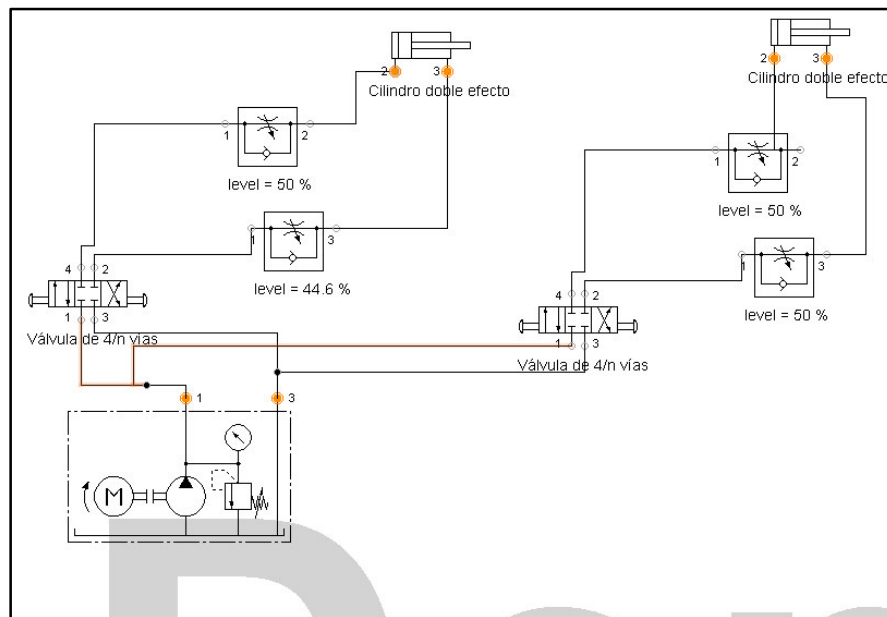 2 3
Cilindro doble efecto
2 3
Cilindro doble efecto
1 2
level = 50 %
1 2
level = 50 %
1 3
level = 44.6 %
1 3
level = 50 %
4 2
1 3
Válvula de 4/n vías
4 2
1 3
Válvula de 4/n vías
1 3
M